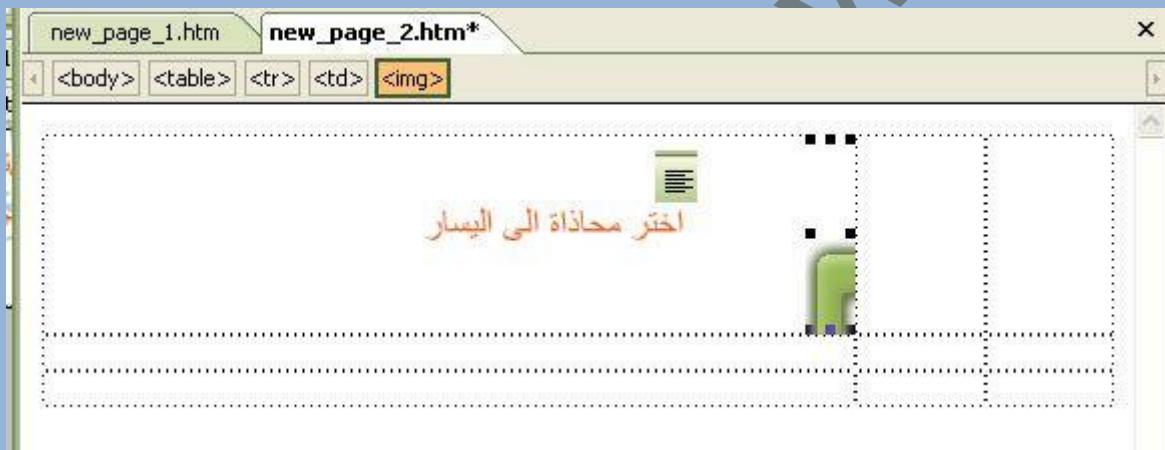 new_page_1.htm new_page_2.htm*
<body> <table> <tr> <td> <img>
اختر محاذاة الى اليسار